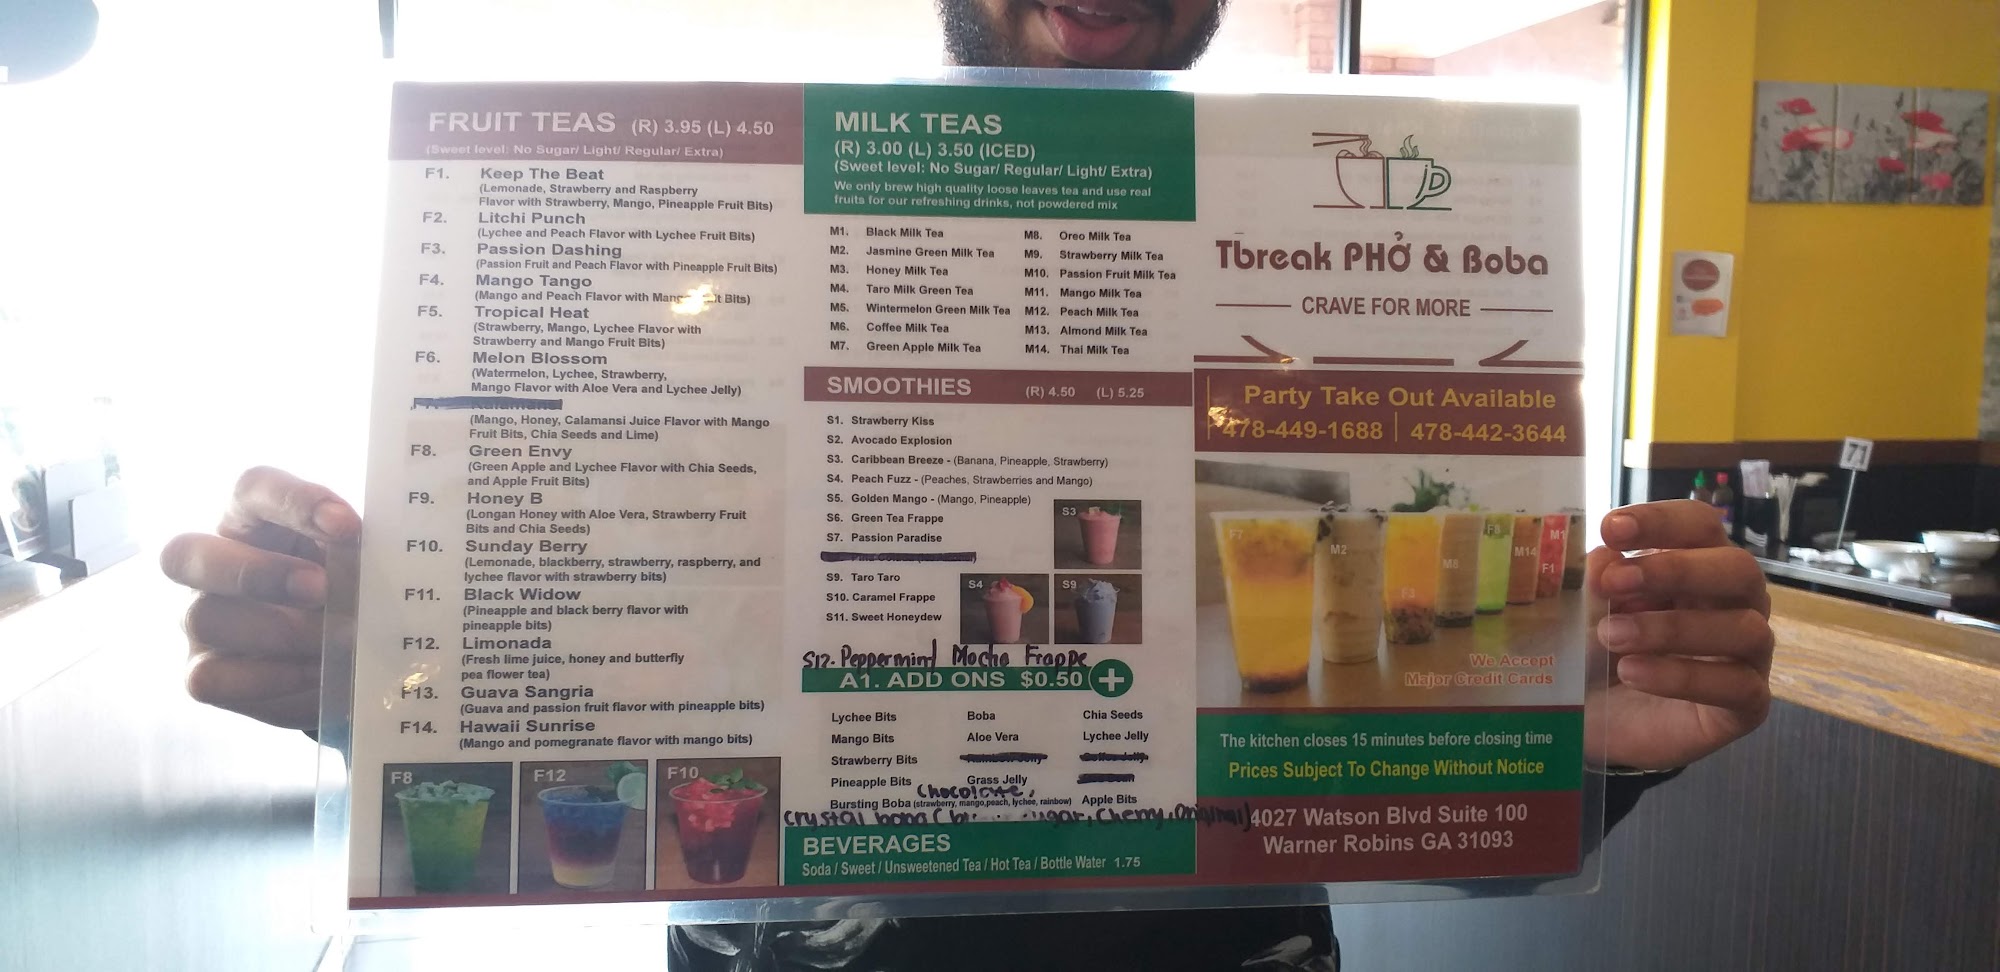 FRUIT TEAS (R) 3.95 (L) 4.50
(Sweet level: No Sugar/ Light/ Regular/ Extra)
F1. Keep The Beat
(Lemonade, Strawberry and Raspberry
Flavor with Strawberry, Mango, Pineapple Fruit Bits)
F2. Litchi Punch
(Lychee and Peach Flavor with Lychee Fruit Bits)
F3. Passion Dashing
(Passion Fruit and Peach Flavor with Pineapple Fruit Bits)
F4. Mango Tango
(Mango and Peach Flavor with Bits)
F5. Tropical Heat
(Strawberry, Mango, Lychee Flavor with
Strawberry and Mango Fruit Bits)
F6. Melon Blossom
(Watermelon, Lychee, Strawberry,
Mango Flavor with Aloe Vera and Lychee Jelly)
(Mango, Honey, Calamansi Juice Flavor with Mango
Fruit Bits, Chia Seeds and Lime)
F8. Green Envy
(Green Apple and Lychee Flavor with Chia Seeds,
and Apple Fruit Bits)
F9. Honey B
(Longan Honey with Aloe Vera, Strawberry Fruit
Bits and Chia Seeds)
F10. Sunday Berry
(Lemonade, blackberry, strawberry, raspberry, and
lychee flavor with strawberry bits)
F11. Black Widow
(Pineapple and black berry flavor with
pineapple bits)
F12. Limonada
(Fresh lime juice, honey and butterfly
pea flower tea)
F13. Guava Sangria
(Guava and passion fruit flavor with pineapple bits)
F14. Hawaii Sunrise
(Mango and pomegranate flavor with mango bits)
F8 F12 F10
MILK TEAS
(R) 3.00 (L) 3.50 (ICED)
(Sweet level: No Sugar/ Regular/ Light/ Extra)
We only brew high quality loose leaves tea and use real
fruits for our refreshing drinks, not powdered mix
M1. Black Milk Tea
M2. Jasmine Green Milk Tea
M3. Honey Milk Tea
M4. Taro Milk Green Tea
M5. Wintermelon Green Milk Tea
M6. Coffee Milk Tea
M7. Green Apple Milk Tea
M8. Oreo Milk Tea
M9. Strawberry Milk Tea
M10. Passion Fruit Milk Tea
M11. Mango Milk Tea
M12. Peach Milk Tea
M13. Almond Milk Tea
M14. Thai Milk Tea
SMOOTHIES (R) 4.50 (L) 5.25
S1. Strawberry Kiss
S2. Avocado Explosion
S3. Caribbean Breeze - (Banana, Pineapple, Strawberry)
S4. Peach Fuzz - (Peaches, Strawberries and Mango)
S5. Golden Mango - (Mango, Pineapple)
S6. Green Tea Frappe
S7. Passion Paradise
S9. Taro Taro
S10. Caramel Frappe
S11. Sweet Honeydew
S3
S4 S9
S12. Peppermind Mocha Frappe
A1. ADD ONS $0.50 +
Lychee Bits Boba Chia Seeds
Mango Bits Aloe Vera Lychee Jelly
Strawberry Bits
Pineapple Bits Grass Jelly
Chocolate,
Bursting Boba (strawberry, mango,peach, lychee, rainbow) Apple Bits
crystal boba ugar, cherry, original)
BEVERAGES
Soda / Sweet / Unsweetened Tea / Hot Tea / Bottle Water 1.75
Tbreak PHỞ & Boba
CRAVE FOR MORE
Party Take Out Available
478-449-1688 | 478-442-3644
F7 M2 F3 M8 F8 M14 F1 M1
We Accept
Major Credit Cards
The kitchen closes 15 minutes before closing time
Prices Subject To Change Without Notice
4027 Watson Blvd Suite 100
Warner Robins GA 31093
71